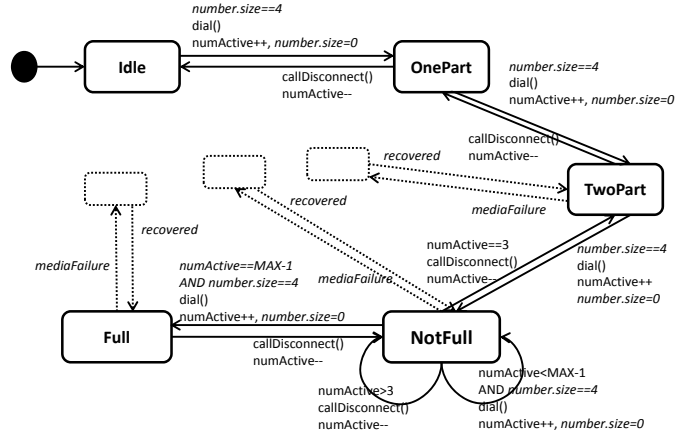 number.size==4
dial()
numActive++, number.size=0
Idle
OnePart
callDisconnect()
numActive--
number.size==4
dial()
numActive++, number.size=0
callDisconnect()
numActive--
recovered
TwoPart
mediaFailure
recovered
recovered
mediaFailure
numActive==MAX-1
AND number.size==4
dial()
numActive++, number.size=0
mediaFailure
numActive==3
callDisconnect()
numActive--
number.size==4
dial()
numActive++
number.size=0
Full
NotFull
callDisconnect()
numActive--
numActive>3
callDisconnect()
numActive--
numActive<MAX-1
AND number.size==4
dial()
numActive++, number.size=0